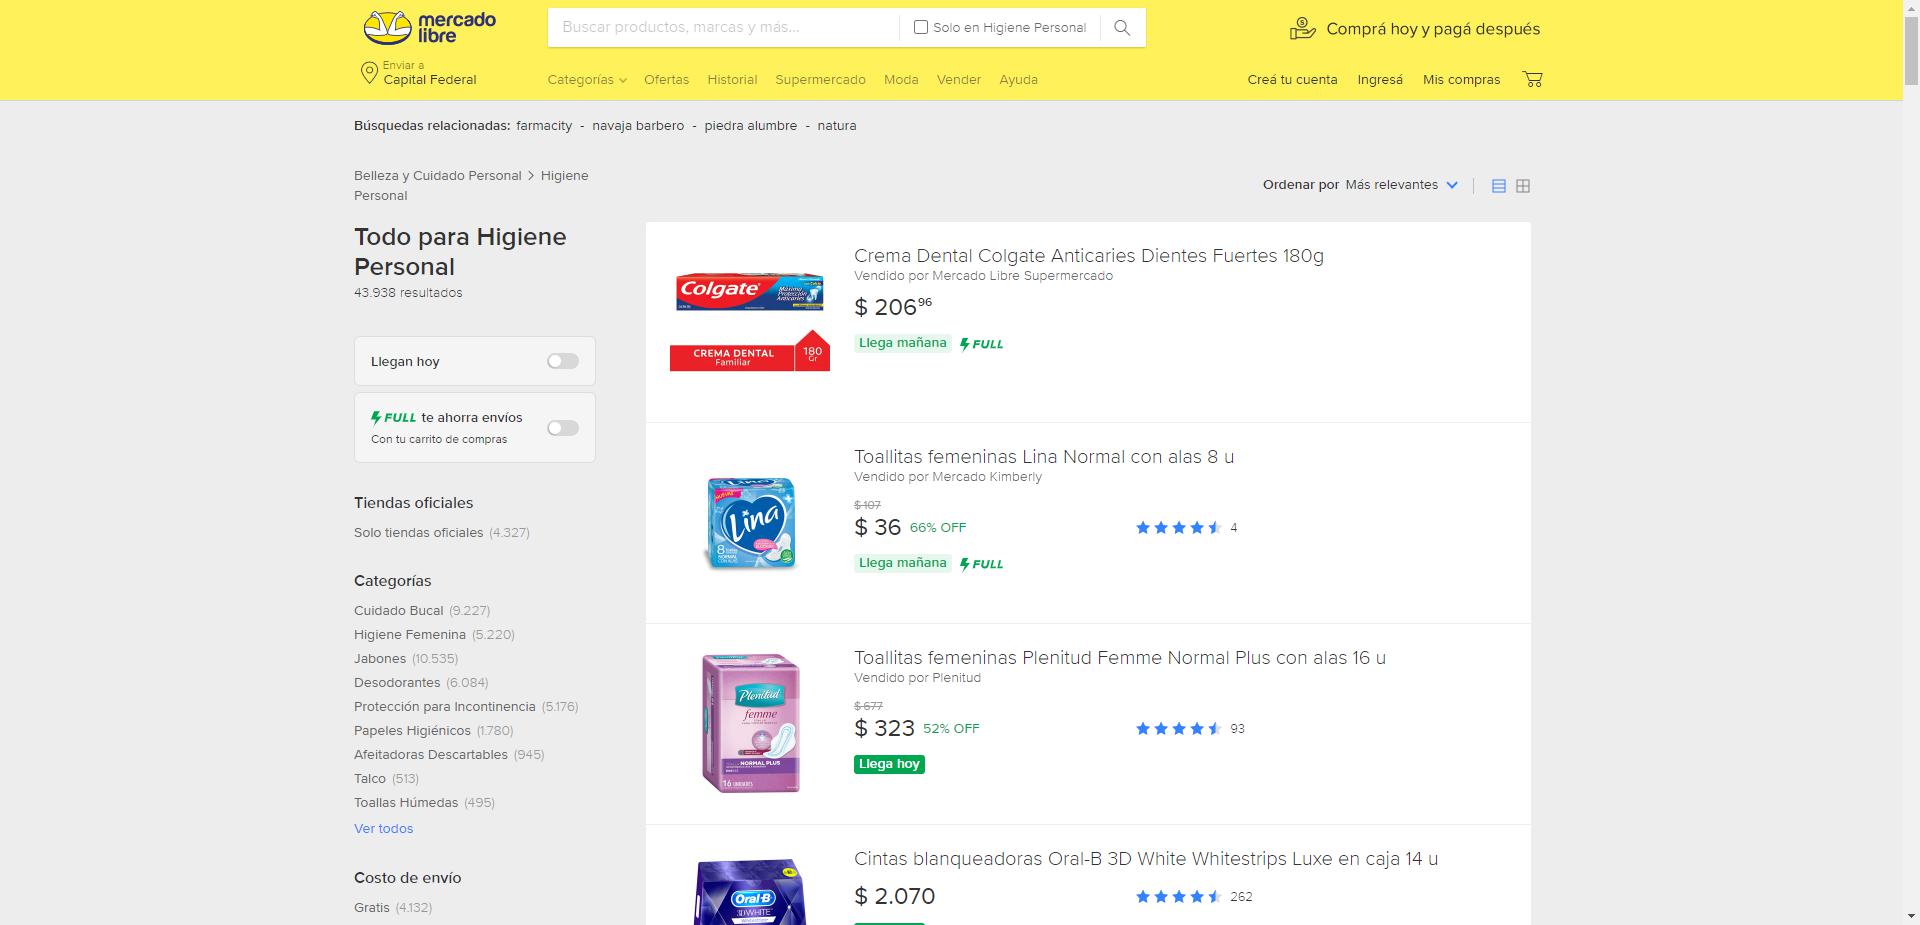 mercado
libre
Buscar productos, marcas y más...
Solo en Higiene Personal
Comprá hoy y pagá después
Enviar a
Capital Federal
Categorías
Ofertas
Historial
Supermercado
Moda
Vender
Ayuda
Creá tu cuenta
Ingresá
Mis compras
Búsquedas relacionadas: farmacity - navaja barbero - piedra alumbre - natura
Belleza y Cuidado Personal > Higiene
Personal
Todo para Higiene
Personal
43.938 resultados
Ordenar por Más relevantes
Llegan hoy
FULL te ahorra envíos
Con tu carrito de compras
Tiendas oficiales
Solo tiendas oficiales (4.327)
Categorías
Cuidado Bucal (9.227)
Higiene Femenina (5.220)
Jabones (10.535)
Desodorantes (6.084)
Protección para Incontinencia (5.176)
Papeles Higiénicos (1.780)
Afeitadoras Descartables (945)
Talco (513)
Toallas Húmedas (495)
Ver todos
Costo de envío
Gratis (4.132)
Colgate
Máxima
Protección
Anticaries
CREMA DENTAL
Familiar
180
Gr
Crema Dental Colgate Anticaries Dientes Fuertes 180g
Vendido por Mercado Libre Supermercado
$ 206 96
Llega mañana FULL
Lina
8
NORMAL
CON ALAS
Toallitas femeninas Lina Normal con alas 8 u
Vendido por Mercado Kimberly
$ 107
$ 36 66% OFF
4
Llega mañana FULL
Plenitud
femme
NORMAL PLUS
16 UNIDADES
Toallitas femeninas Plenitud Femme Normal Plus con alas 16 u
Vendido por Plenitud
$ 677
$ 323 52% OFF
93
Llega hoy
Oral-B
3DWHITE
Cintas blanqueadoras Oral-B 3D White Whitestrips Luxe en caja 14 u
$ 2.070
262